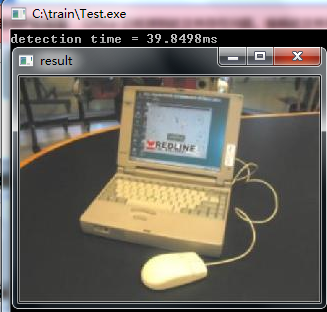 C:\train\Test.exe
detection time = 39.8498ms
result
REDLINE